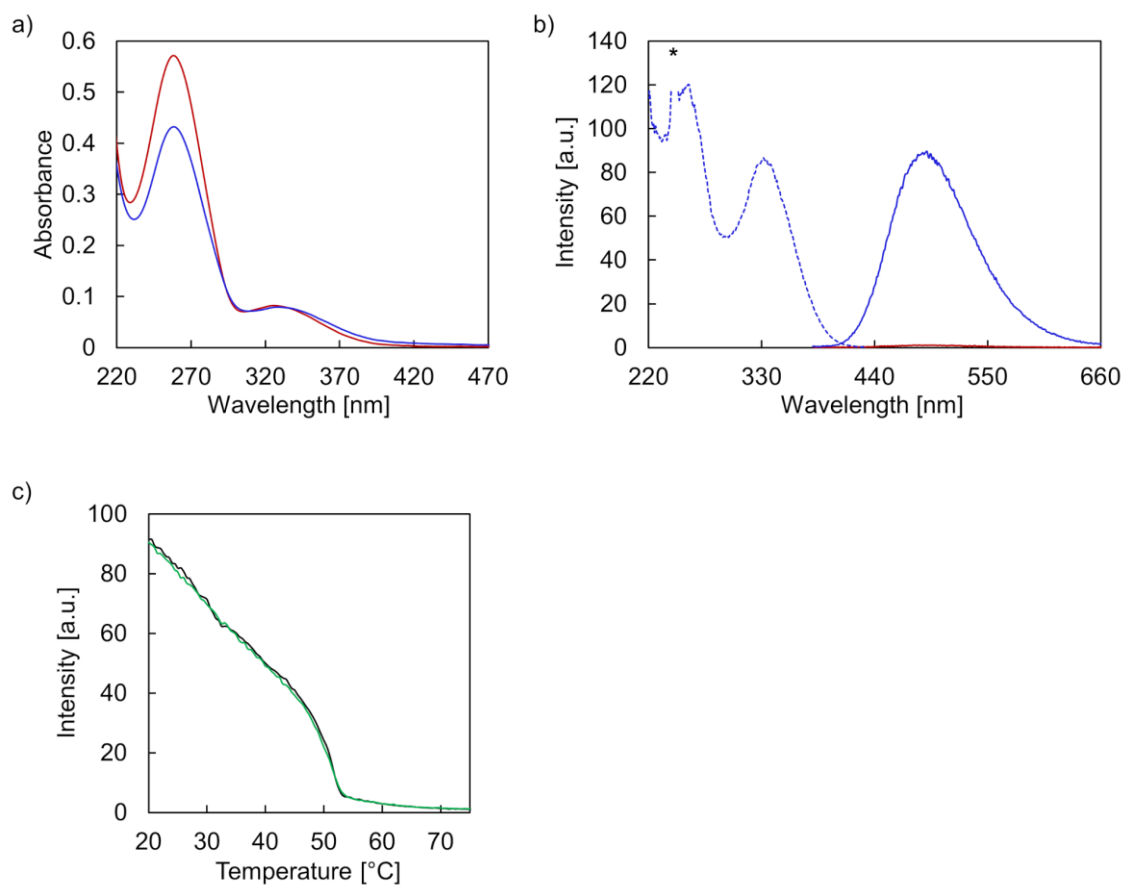 a)
0.6
0.5
0.4
0.3
0.2
0.1
0
Absorbance
220 270 320 370 420 470
Wavelength [nm]
b)
140
120
100
80
60
40
20
0
*
Intensity [a.u.]
220 330 440 550 660
Wavelength [nm]
c)
100
80
60
40
20
0
Intensity [a.u.]
20 30 40 50 60 70
Temperature [°C]